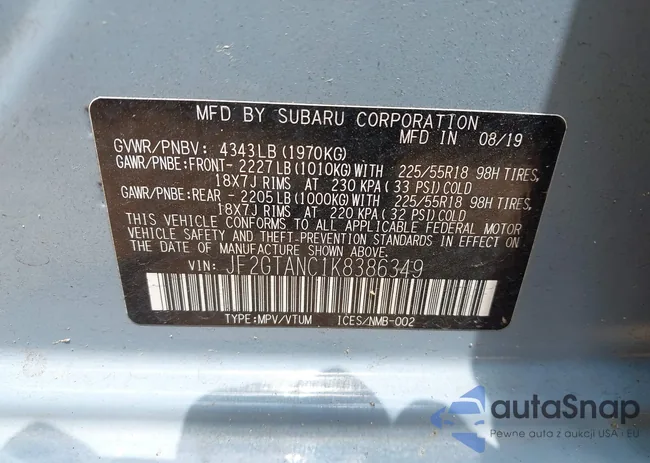 MFD BY SUBARU CORPORATION
MFD IN 08/19
GVWR/PNBV: 4343LB (1970KG)
GAWR/PNBE:FRONT-2227LB (1010KG)WITH 225/55R18 98H TIRES,
18X7J RIMS AT 230 KPA (33 PSI)COLD
GAWR/PNBE:REAR -2205LB (1000KG)WITH 225/55R18 98H TIRES,
18X7J RIMS AT 220 KPA (32 PSI)COLD
THIS VEHICLE CONFORMS TO ALL APPLICABLE FEDERAL MOTOR
VEHICLE SAFETY AND THEFT-PREVENTION STANDARDS IN EFFECT ON
THE DATE OF MANUFACTURE SHOWN ABOVE.
VIN: JF2GTANC1K8386349
TYPE:MPV/VTUM ICES/NMB-002
autaSnap
Pewne auta z aukcji USA i EU